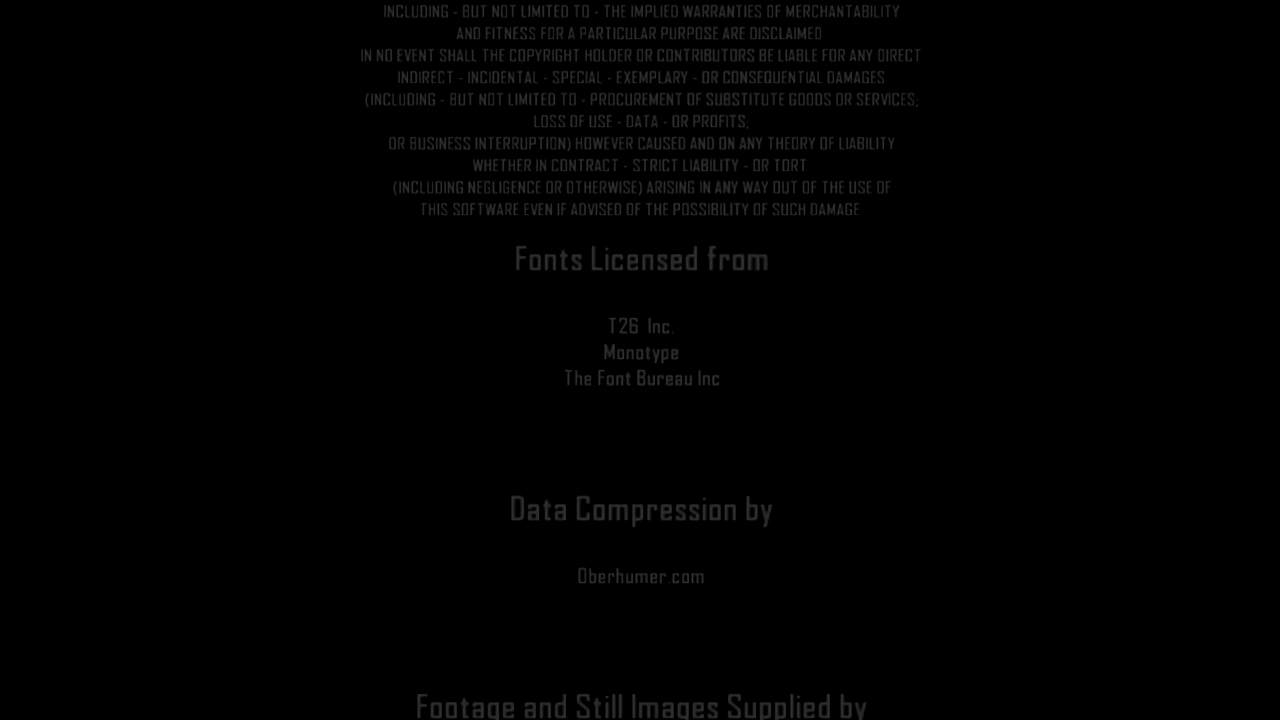 INCLUDING - BUT NOT LIMITED TO - THE IMPLIED WARRANTIES OF MERCHANTABILITY
AND FITNESS FOR A PARTICULAR PURPOSE ARE DISCLAIMED
IN NO EVENT SHALL THE COPYRIGHT HOLDER OR CONTRIBUTORS BE LIABLE FOR ANY DIRECT
INDIRECT - INCIDENTAL - SPECIAL - EXEMPLARY - OR CONSEQUENTIAL DAMAGES
(INCLUDING - BUT NOT LIMITED TO - PROCUREMENT OF SUBSTITUTE GOODS OR SERVICES;
LOSS OF USE - DATA - OR PROFITS;
OR BUSINESS INTERRUPTION) HOWEVER CAUSED AND ON ANY THEORY OF LIABILITY
WHETHER IN CONTRACT - STRICT LIABILITY - OR TORT
(INCLUDING NEGLIGENCE OR OTHERWISE) ARISING IN ANY WAY OUT OF THE USE OF
THIS SOFTWARE EVEN IF ADVISED OF THE POSSIBILITY OF SUCH DAMAGE
Fonts Licensed from
T26 Inc.
Monotype
The Font Bureau Inc
Data Compression by
Oberhumer.com
Footage and Still Images Supplied by